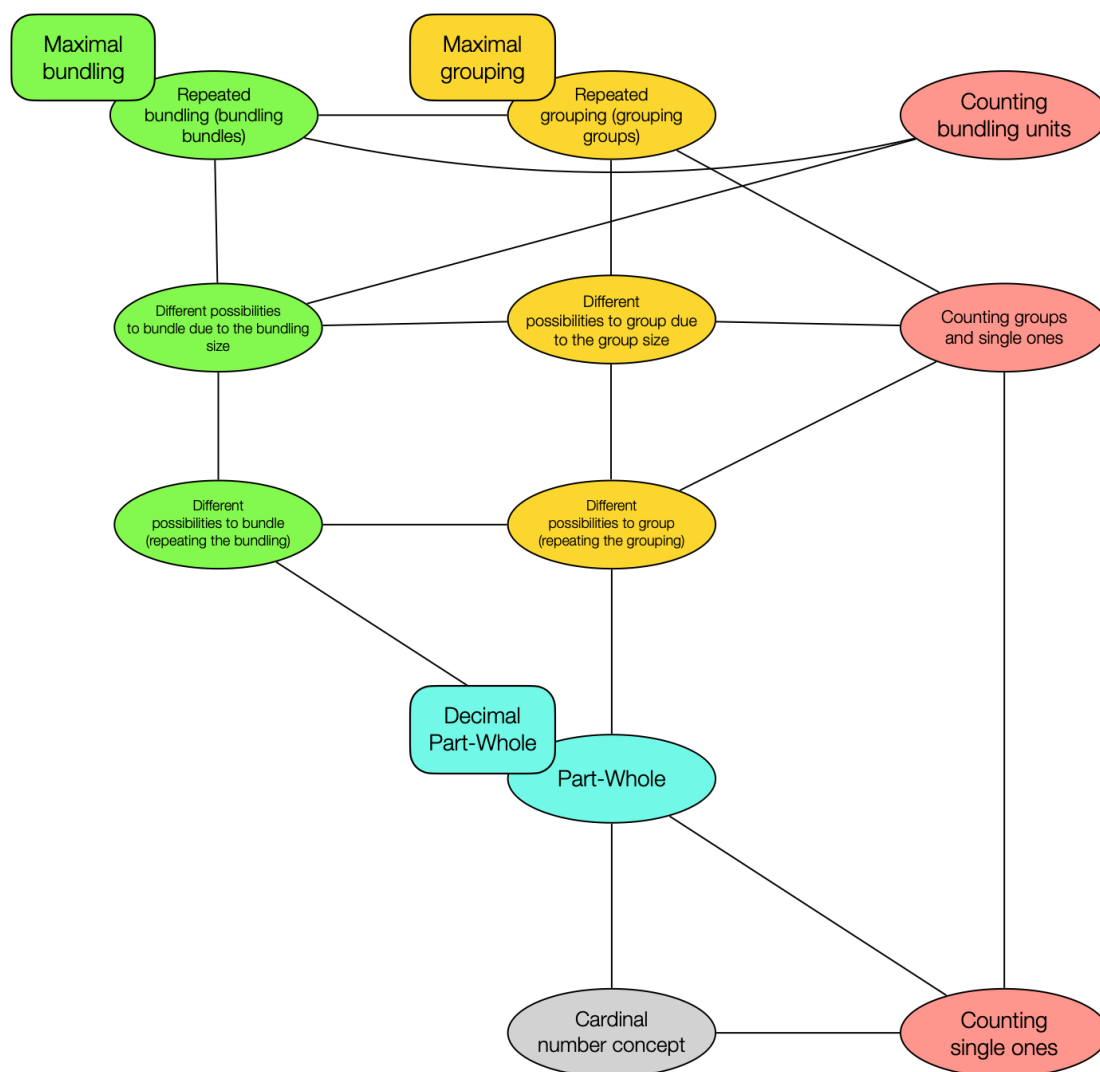 Maximal
bundling
Maximal
grouping
Repeated
bundling (bundling
bundles)
Repeated
grouping (grouping
groups)
Counting
bundling units
Different possibilities
to bundle due to the bundling
size
Different
possibilities to group due
to the group size
Counting groups
and single ones
Different
possibilities to bundle
(repeating the bundling)
Different
possibilities to group
(repeating the grouping)
Decimal
Part-Whole
Part-Whole
Cardinal
number concept
Counting
single ones